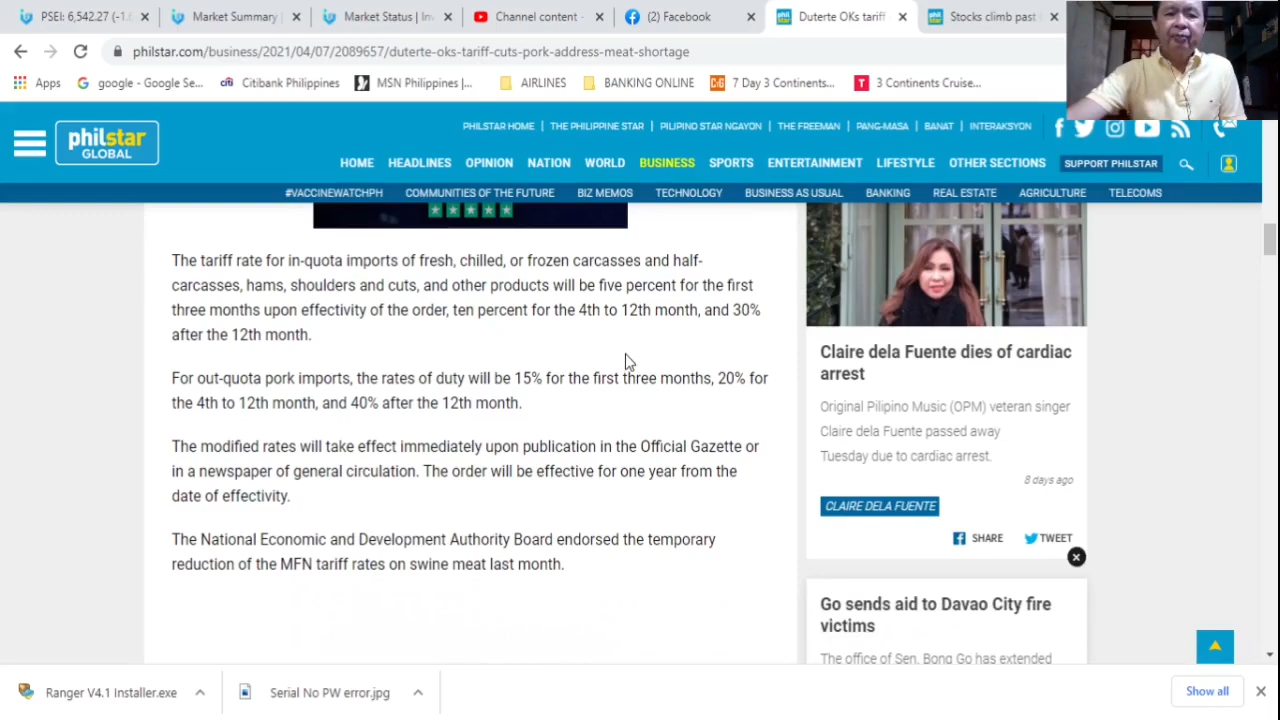 PSEI: 6,542.27 (-1.
Market Summary |
Market Status | In
Channel content -
(2) Facebook
Duterte OKs tariff
Stocks climb past
philstar.com/business/2021/04/07/2089657/duterte-oks-tariff-cuts-pork-address-meat-shortage
Apps
google - Google Se...
citi
Citibank Philippines
MSN Philippines |...
AIRLINES
BANKING ONLINE
7 Day 3 Continents...
T
3 Continents Cruise...
philstar
GLOBAL
PHILSTAR HOME | THE PHILIPPINE STAR | PILIPINO STAR NGAYON | THE FREEMAN | PANG-MASA | BANAT | INTERAKSYON
HOME HEADLINES OPINION NATION WORLD BUSINESS SPORTS ENTERTAINMENT LIFESTYLE OTHER SECTIONS SUPPORT PHILSTAR
#VACCINEWATCHPH COMMUNITIES OF THE FUTURE BIZ MEMOS TECHNOLOGY BUSINESS AS USUAL BANKING REAL ESTATE AGRICULTURE TELECOMS
The tariff rate for in-quota imports of fresh, chilled, or frozen carcasses and half-
carcasses, hams, shoulders and cuts, and other products will be five percent for the first
three months upon effectivity of the order, ten percent for the 4th to 12th month, and 30%
after the 12th month.
For out-quota pork imports, the rates of duty will be 15% for the first three months, 20% for
the 4th to 12th month, and 40% after the 12th month.
The modified rates will take effect immediately upon publication in the Official Gazette or
in a newspaper of general circulation. The order will be effective for one year from the
date of effectivity.
The National Economic and Development Authority Board endorsed the temporary
reduction of the MFN tariff rates on swine meat last month.
Claire dela Fuente dies of cardiac
arrest
Original Pilipino Music (OPM) veteran singer
Claire dela Fuente passed away
Tuesday due to cardiac arrest.
8 days ago
CLAIRE DELA FUENTE
SHARE
TWEET
Go sends aid to Davao City fire
victims
The office of Sen. Bong Go has extended
Ranger V4.1 Installer.exe
Serial No PW error.jpg
Show all